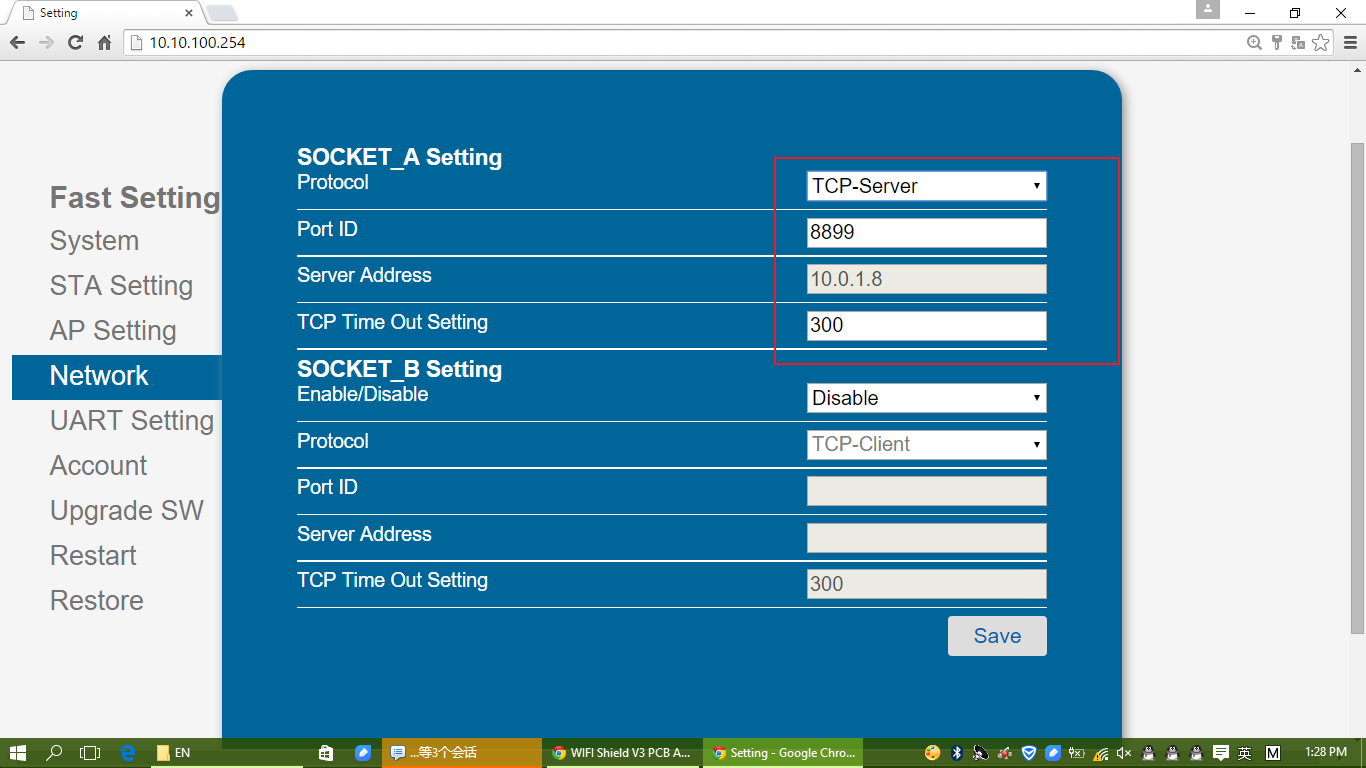 Setting
10.10.100.254
Fast Setting
System
STA Setting
AP Setting
Network
UART Setting
Account
Upgrade SW
Restart
Restore
SOCKET_A Setting
Protocol
TCP-Server
Port ID
8899
Server Address
10.0.1.8
TCP Time Out Setting
300
SOCKET_B Setting
Enable/Disable
Disable
Protocol
TCP-Client
Port ID
Server Address
TCP Time Out Setting
300
Save
EN
...等3个会话
WIFI Shield V3 PCB A...
Setting - Google Chro...
英
M
1:28 PM